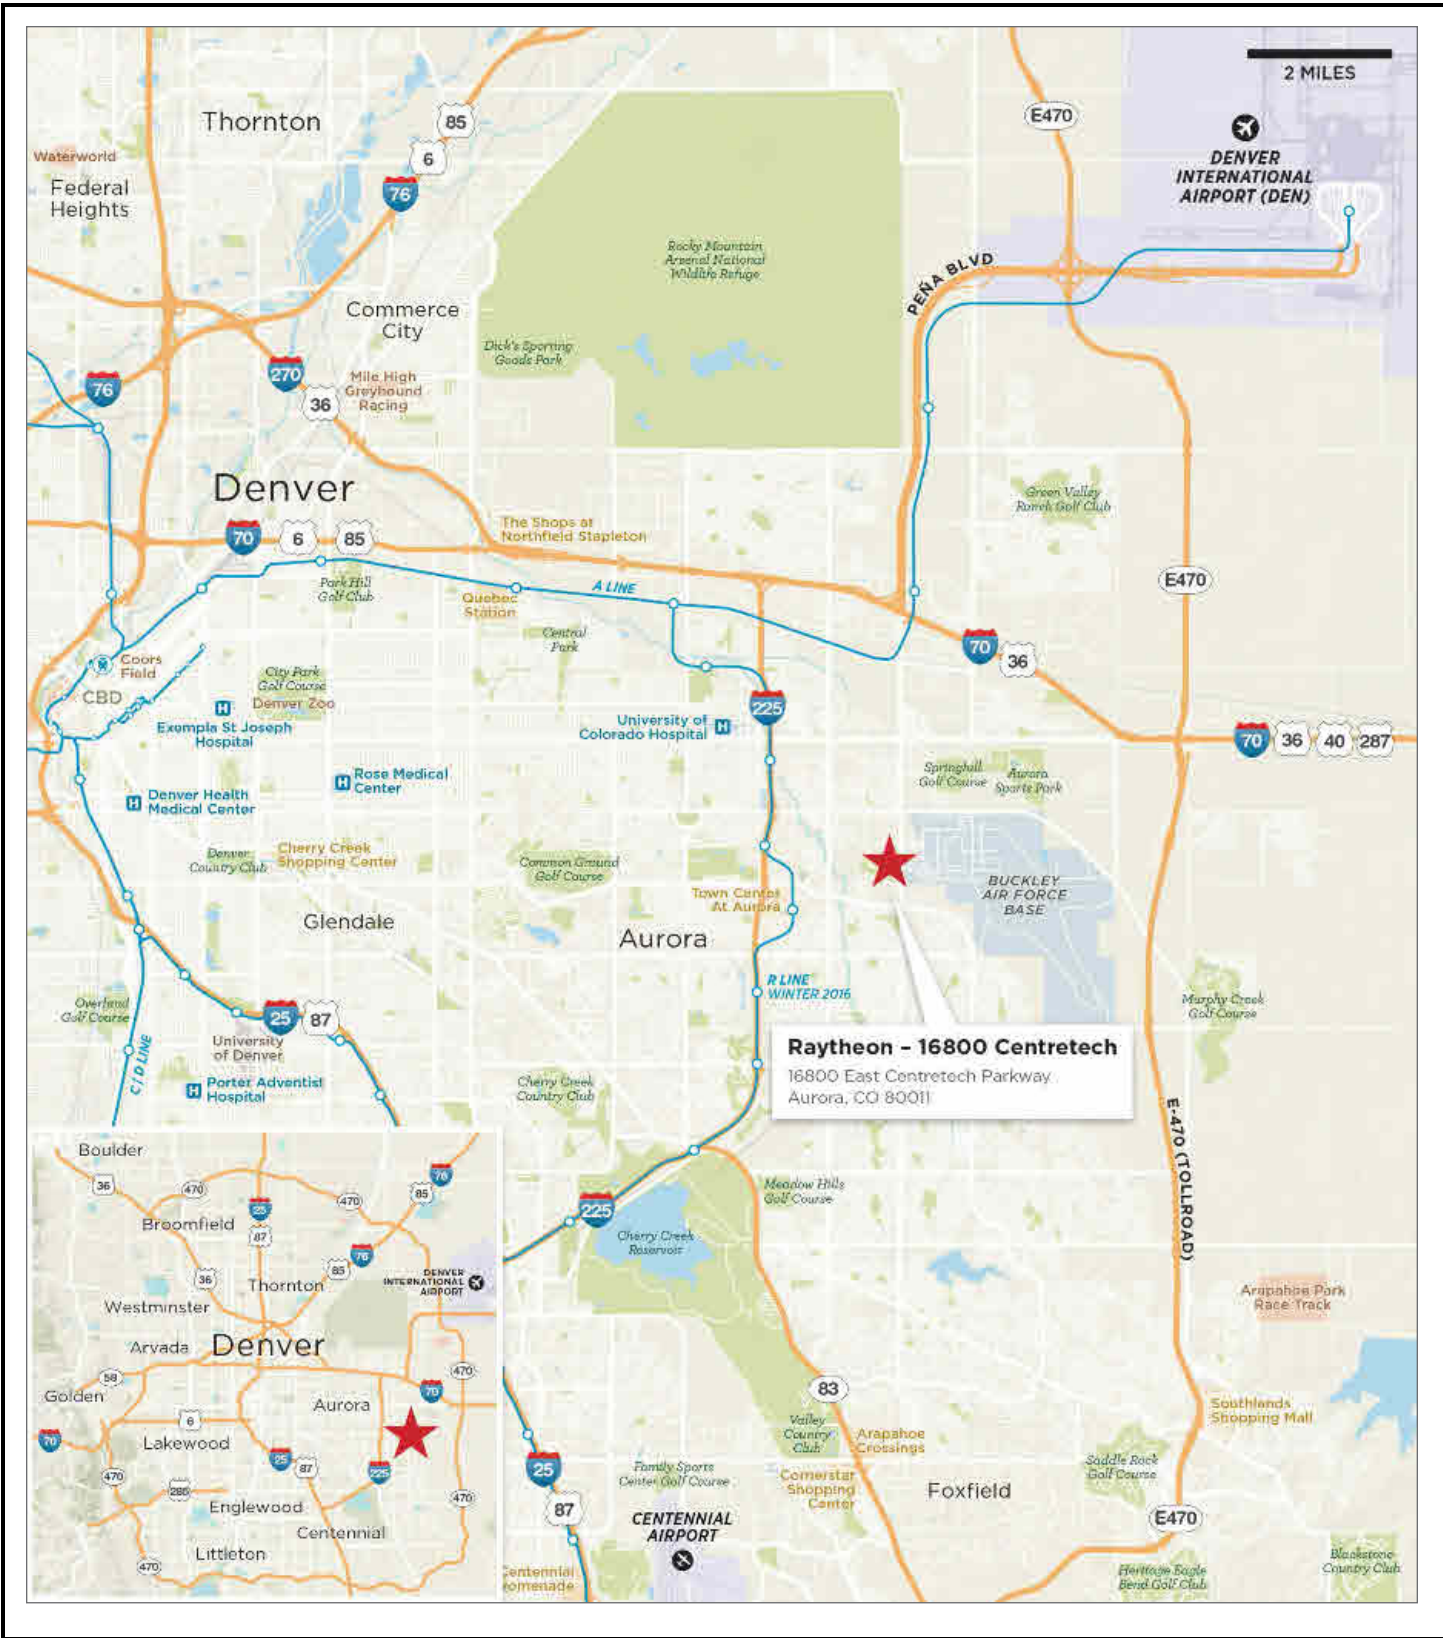 2 MILES
Thornton
85
6
76
E470
DENVER
INTERNATIONAL
AIRPORT (DEN)
Waterworld
Federal
Heights
Rocky Mountain
Arsenal National
Wildlife Refuge
PEÑA BLVD
Commerce
City
Dick's Sporting
Goods Park
270
36
76
Mile High
Greyhound
Racing
Denver
Green Valley
Ranch Golf Club
The Shops at
Northfield Stapleton
70
6
85
E470
Park Hill
Golf Club
A LINE
Quebec
Station
Central
Park
70
36
Coors
Field
City Park
Golf Course
CBD
Denver Zoo
H
Exempla St Joseph
Hospital
225
University of
Colorado Hospital
H
70
36
40
287
Springhill
Golf Course
Aurora
Sports Park
H
Rose Medical
Center
H
Denver Health
Medical Center
Denver
Country Club
Cherry Creek
Shopping Center
Common Ground
Golf Course
BUCKLEY
AIR FORCE
BASE
Town Center
At Aurora
Glendale
Aurora
R LINE
WINTER 2016
Overland
Golf Course
25
87
Murphy Creek
Golf Course
University
of Denver
C/D LINE
H
Porter Adventist
Hospital
Cherry Creek
Country Club
Raytheon – 16800 Centretech
16800 East Centretech Parkway
Aurora, CO 80011
E-470 (TOLLROAD)
Meadow Hills
Golf Course
225
Cherry Creek
Reservoir
Arapahoe Park
Race Track
83
Valley
Country
Club
Arapahoe
Crossings
Southlands
Shopping Mall
25
87
Family Sports
Center Golf Course
Cornerstar
Shopping
Center
Saddle Rock
Golf Course
Foxfield
E470
CENTENNIAL
AIRPORT
Centennial
Promenade
Heritage Eagle
Bend Golf Club
Blackstone
Country Club
Boulder
36
470
25
87
470
76
85
Broomfield
76
85
36
Thornton
DENVER
INTERNATIONAL
AIRPORT
Westminster
Arvada
Denver
58
470
Golden
70
Aurora
6
70
Lakewood
25
87
225
470
285
470
Englewood
Centennial
Littleton
470